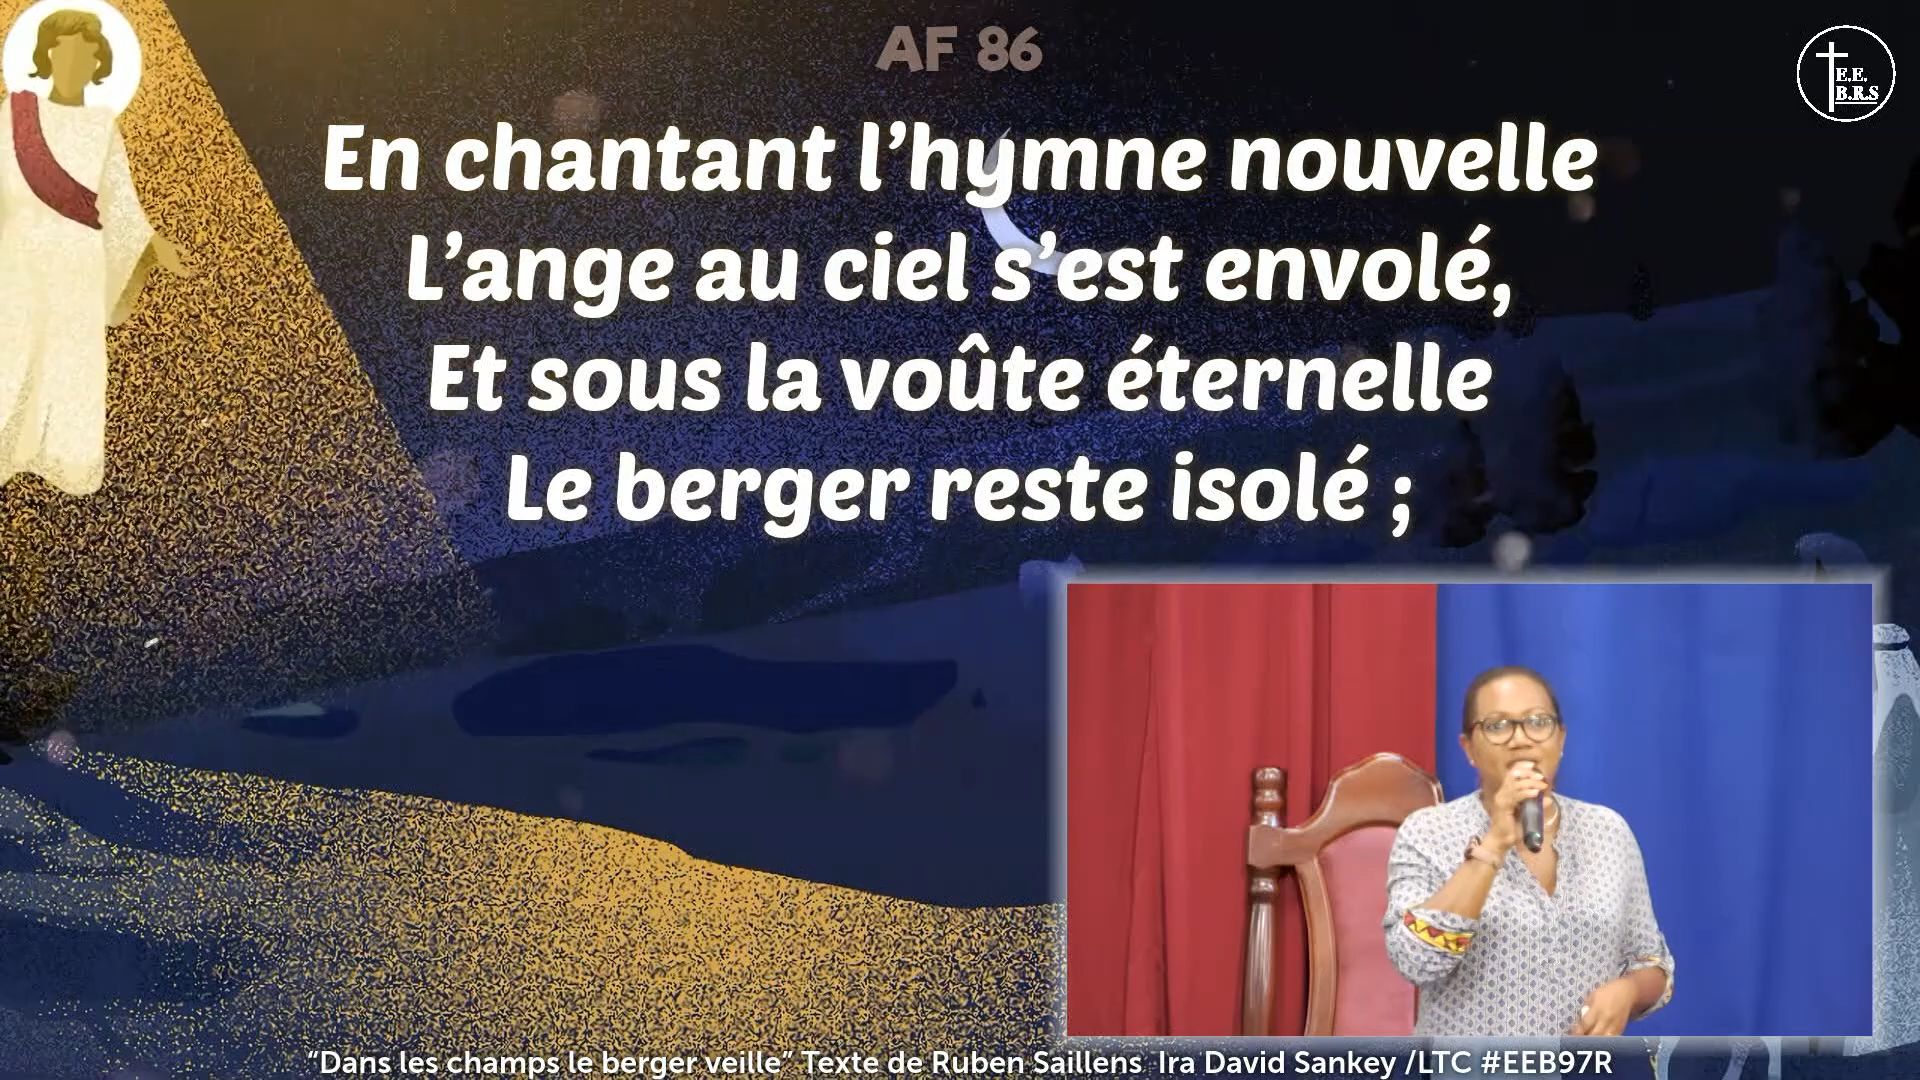 AF 86
E.E.
B.R.S
En chantant l’hymne nouvelle
L’ange au ciel s’est envolé,
Et sous la voûte éternelle
Le berger reste isolé ;
“Dans les champs le berger veille” Texte de Ruben Saillens Ira David Sankey /LTC #EEB97R